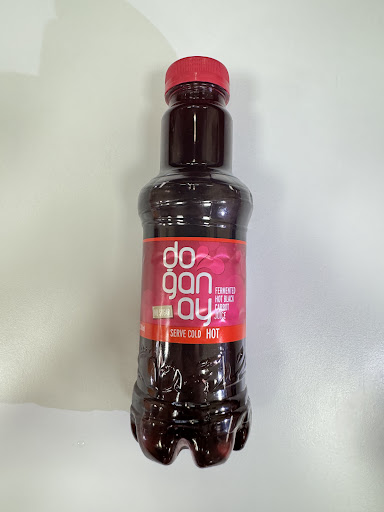 do
gan
ay
FERMENTED
HOT BLACK
CARROT
JUICE
SERVE COLD HOT